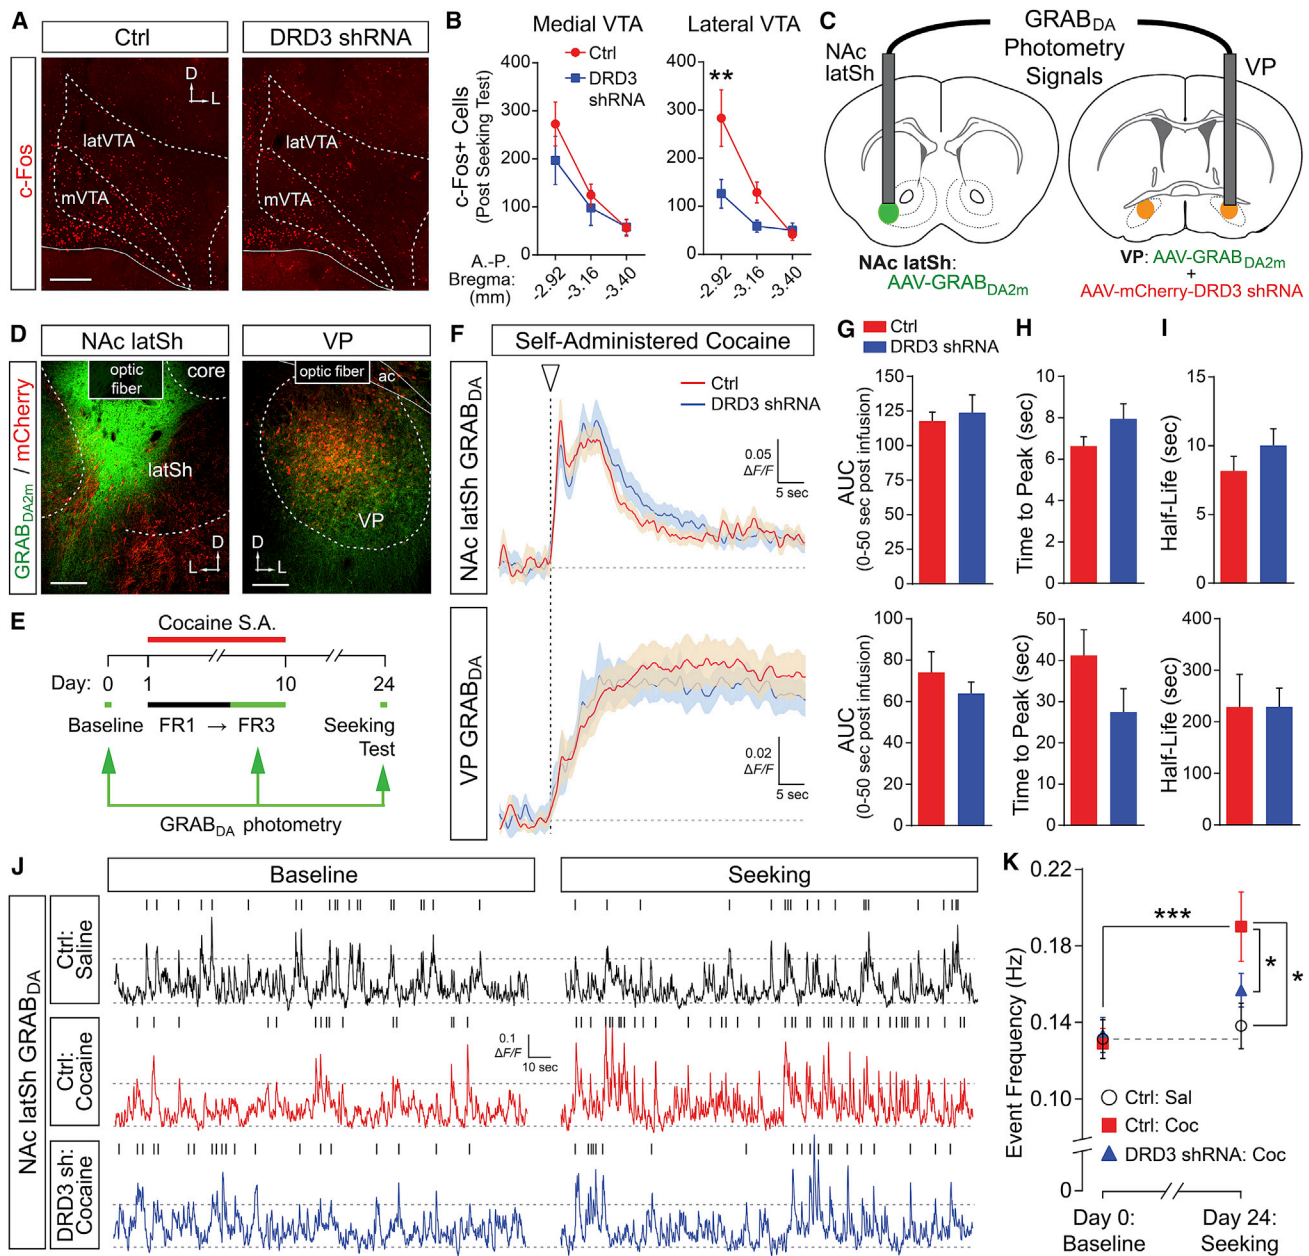 A
Ctrl
DRD3 shRNA
c-Fos
D
L
latVTA
mVTA
latVTA
mVTA
B
Medial VTA
Lateral VTA
Ctrl
DRD3
shRNA
**
c-Fos+ Cells
(Post Seeking Test)
400
300
200
100
0
400
300
200
100
0
A.-P.
Bregma:
(mm)
-2.92
-3.16
-3.40
-2.92
-3.16
-3.40
C
GRABDA
Photometry
Signals
NAc
latSh
VP
NAc latSh:
AAV-GRABDA2m
VP: AAV-GRABDA2m
+
AAV-mCherry-DRD3 shRNA
D
NAc latSh
VP
GRABDA2m / mCherry
optic
fiber
core
latSh
D
L
optic fiber
ac
VP
D
L
E
Cocaine S.A.
Day: 0 1 10 24
Baseline FR1 → FR3 Seeking
Test
GRABDA photometry
F
Self-Administered Cocaine
NAc latSh GRABDA
Ctrl
DRD3 shRNA
0.05
ΔF/F
5 sec
VP GRABDA
0.02
ΔF/F
5 sec
G
H
I
Ctrl
DRD3 shRNA
AUC
(0-50 sec post infusion)
150
125
100
75
50
25
0
Time to Peak (sec)
10
8
6
4
2
0
Half-Life (sec)
15
10
5
0
AUC
(0-50 sec post infusion)
100
80
60
40
20
0
Time to Peak (sec)
50
40
30
20
10
0
Half-Life (sec)
400
300
200
100
0
J
Baseline
Seeking
NAc latSh GRABDA
Ctrl:
Saline
Ctrl:
Cocaine
0.1
ΔF/F
10 sec
DRD3 sh:
Cocaine
K
Event Frequency (Hz)
0.22
0.18
0.14
0.10
0
***
*
*
Ctrl: Sal
Ctrl: Coc
DRD3 shRNA: Coc
Day 0:
Baseline
Day 24:
Seeking